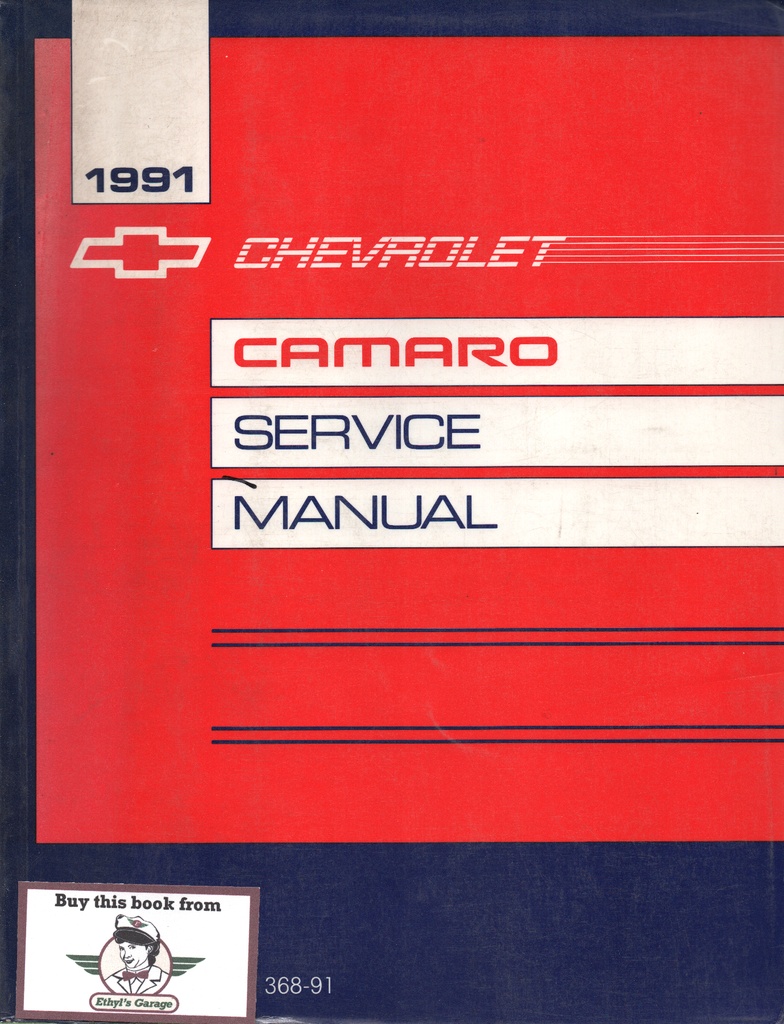 1991
CHEVROLET
CAMARO
SERVICE
MANUAL
Buy this book from
Ethyl's Garage
368-91